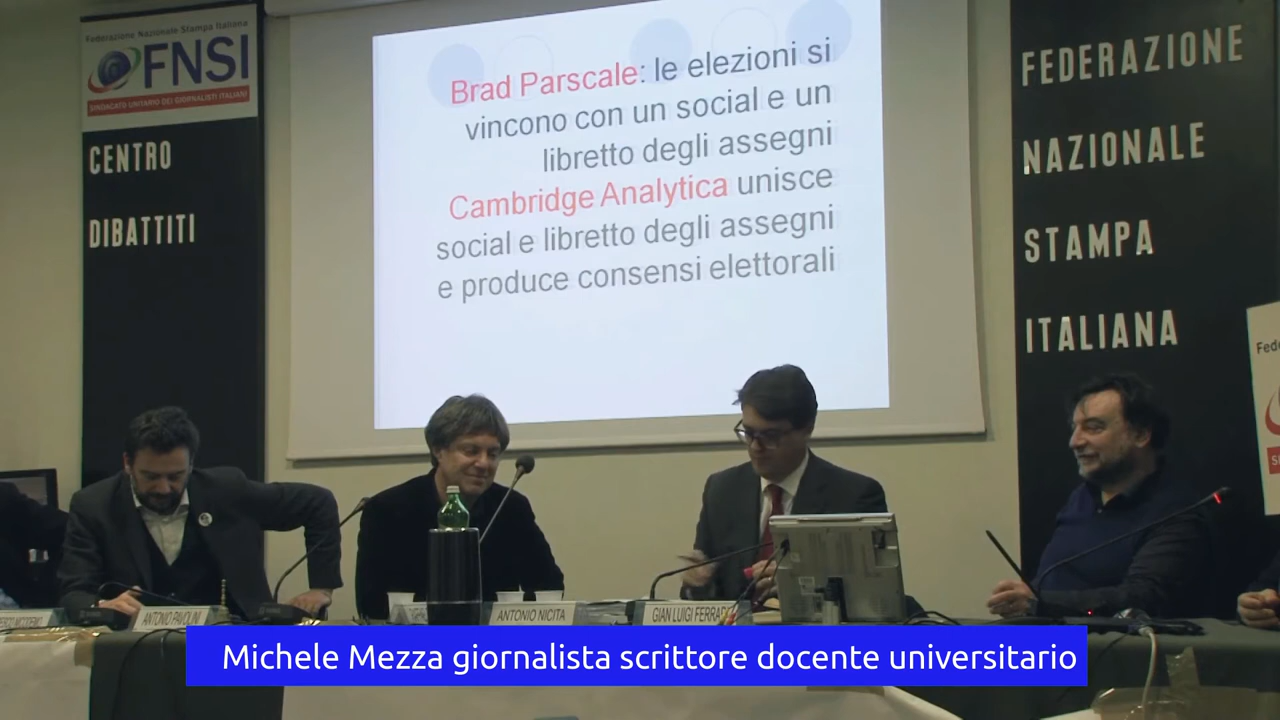 Federazione Nazionale Stampa Italiana
FNSI
SINDACATO UNITARIO DEI GIORNALISTI ITALIANI
CENTRO
DIBATTITI
Brad Parscale: le elezioni si
vincono con un social e un
libretto degli assegni
Cambridge Analytica unisce
social e libretto degli assegni
e produce consensi elettorali
FEDERAZIONE
NAZIONALE
STAMPA
ITALIANA
Fede
ANTONIO PAVOLINI
ANTONIO NICITA
GIAN LUIGI
Michele Mezza giornalista scrittore docente universitario